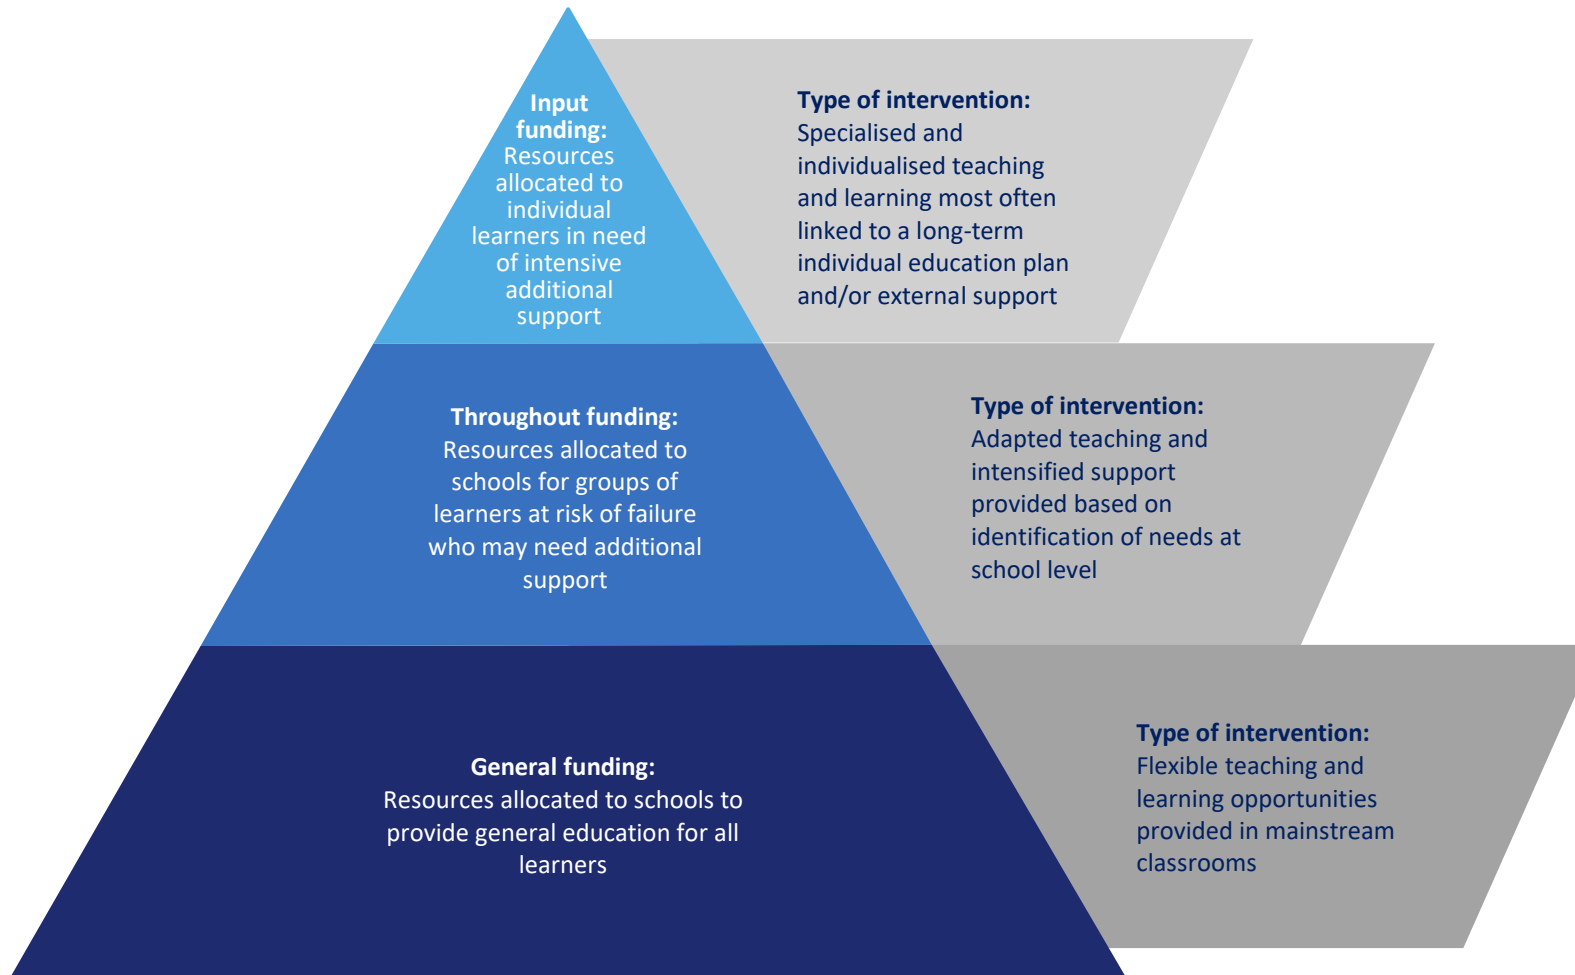 Input
funding:
Resources
allocated to
individual
learners in need
of intensive
additional
support
Type of intervention:
Specialised and
individualised teaching
and learning most often
linked to a long-term
individual education plan
and/or external support
Throughout funding:
Resources allocated to
schools for groups of
learners at risk of failure
who may need additional
support
Type of intervention:
Adapted teaching and
intensified support
provided based on
identification of needs at
school level
General funding:
Resources allocated to schools to
provide general education for all
learners
Type of intervention:
Flexible teaching and
learning opportunities
provided in mainstream
classrooms